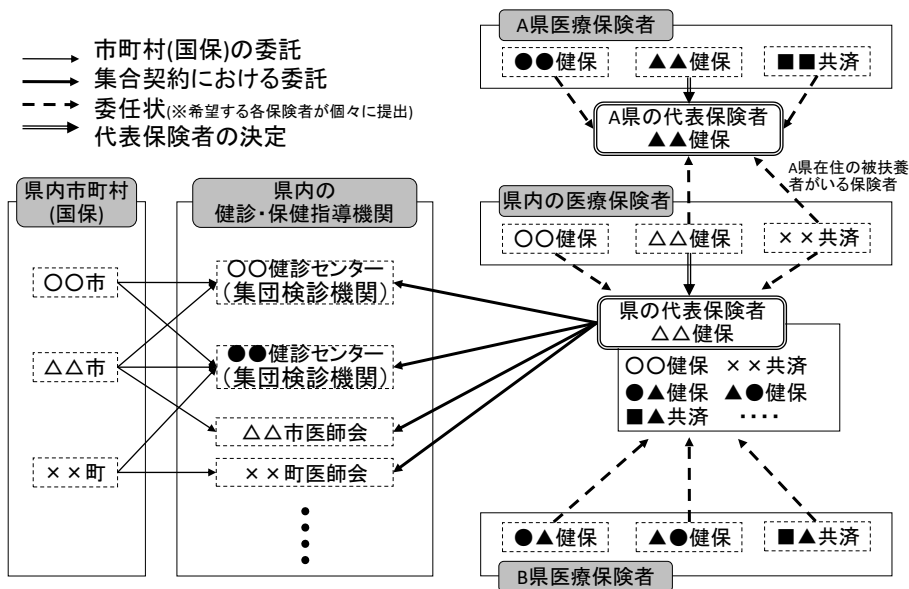 市町村(国保)の委託
集合契約における委託
委任状(※希望する各保険者が個々に提出)
代表保険者の決定
A県医療保険者
●●健保
▲▲健保
■■共済
A県の代表保険者
▲▲健保
A県在住の被扶養
者がいる保険者
県内市町村
(国保)
○○市
△△市
××町
県内の
健診・保健指導機関
○○健診センター
(集団検診機関)
●●健診センター
(集団検診機関)
△△市医師会
××町医師会
県内の医療保険者
○○健保
△△健保
××共済
県の代表保険者
△△健保
○○健保 ××共済
●▲健保 ▲●健保
■▲共済 ‥‥
●▲健保
▲●健保
■▲共済
B県医療保険者